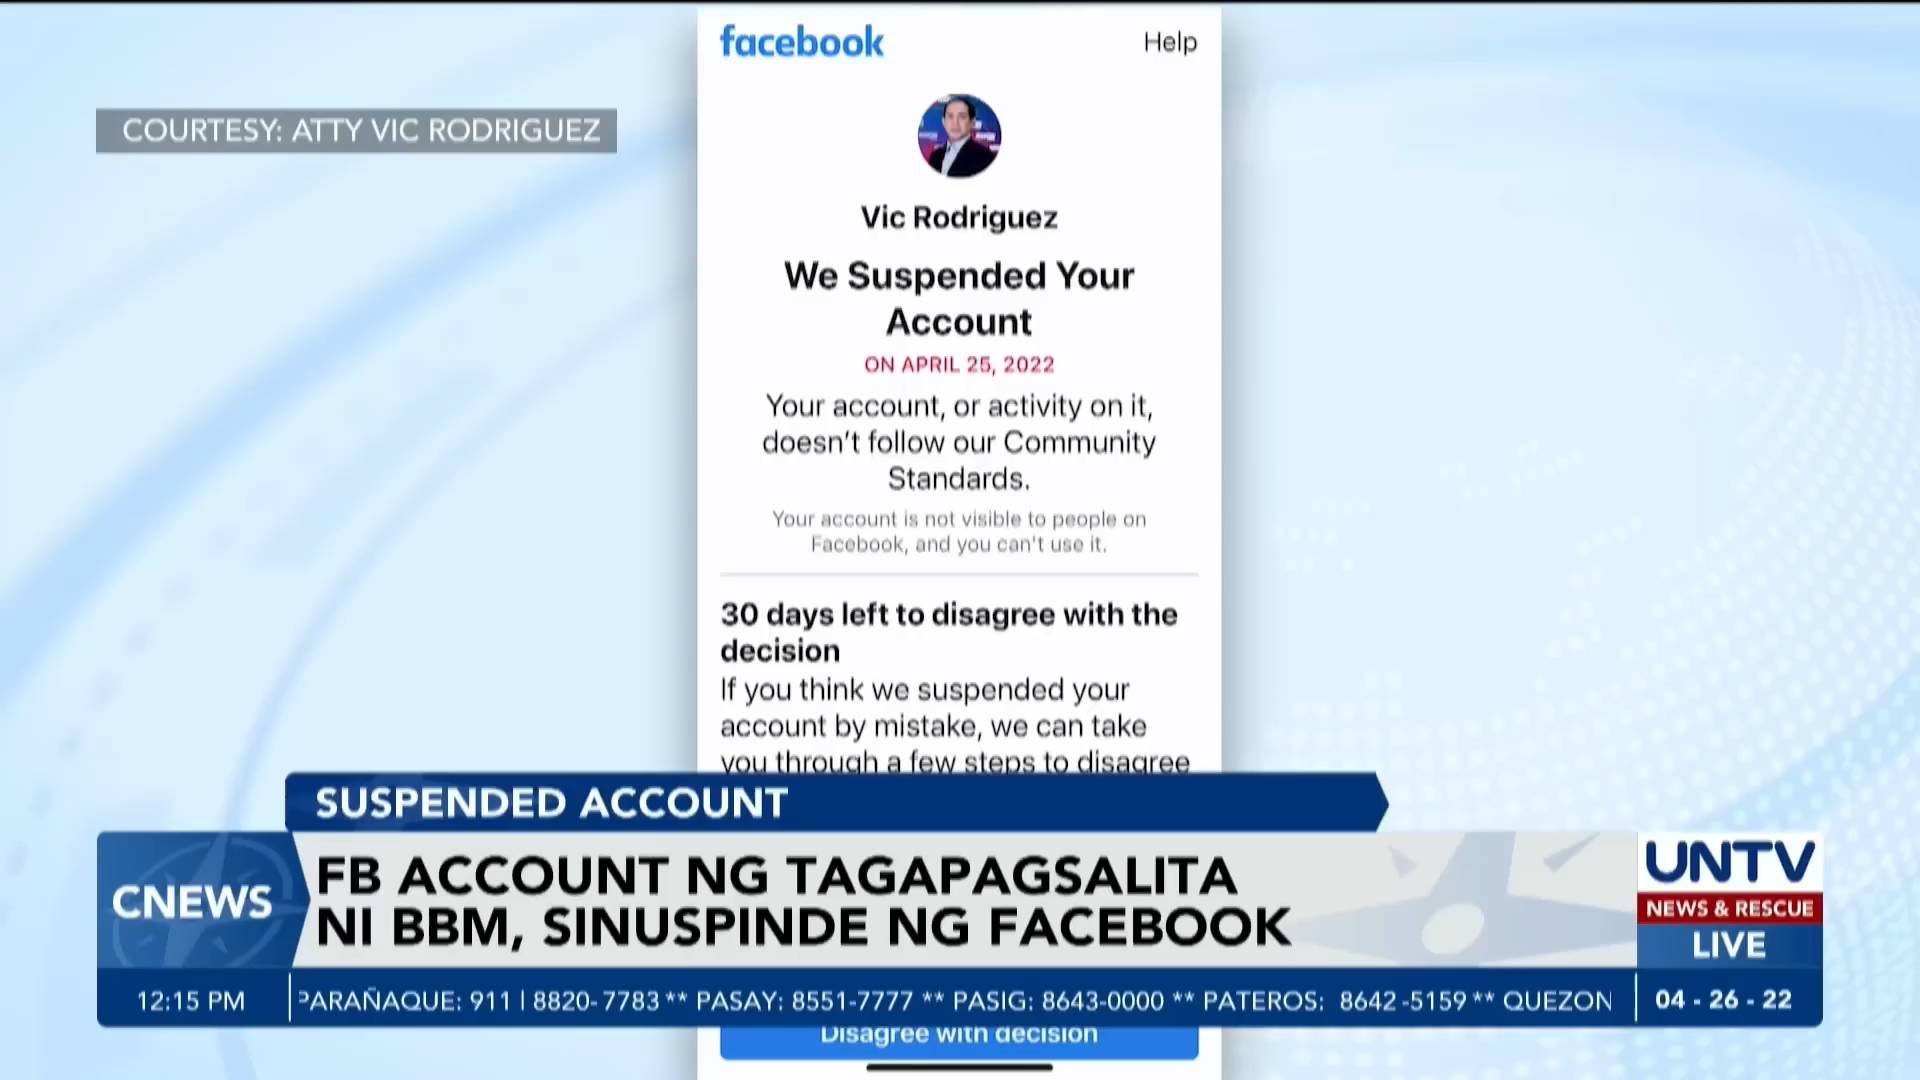 facebook
Help
COURTESY: ATTY VIC RODRIGUEZ
Vic Rodriguez
We Suspended Your
Account
ON APRIL 25, 2022
Your account, or activity on it,
doesn't follow our Community
Standards.
Your account is not visible to people on
Facebook, and you can't use it.
30 days left to disagree with the
decision
If you think we suspended your
account by mistake, we can take
you through a few steps to disagree
SUSPENDED ACCOUNT
CNEWS
FB ACCOUNT NG TAGAPAGSALITA
NI BBM, SINUSPINDE NG FACEBOOK
UNTV
NEWS & RESCUE
LIVE
12:15 PM
PARAÑAQUE: 911 | 8820-7783 ** PASAY: 8551-7777 ** PASIG: 8643-0000 ** PATEROS: 8642-5159 ** QUEZON
04 - 26 - 22
Disagree with decision